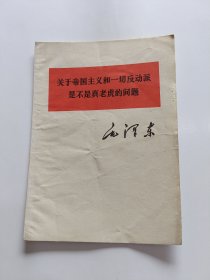 关于帝国主义和一切反动派
是不是真老虎的问题
毛泽东